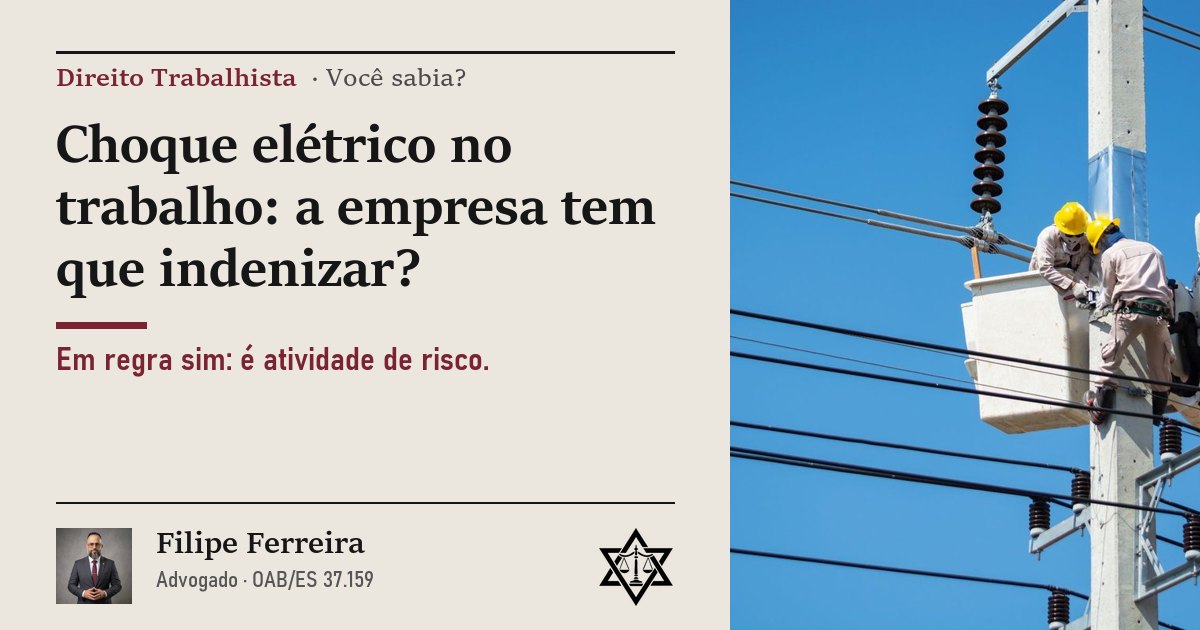 Direito Trabalhista · Você sabia?
Choque elétrico no
trabalho: a empresa tem
que indenizar?
Em regra sim: é atividade de risco.
Filipe Ferreira
Advogado · OAB/ES 37.159